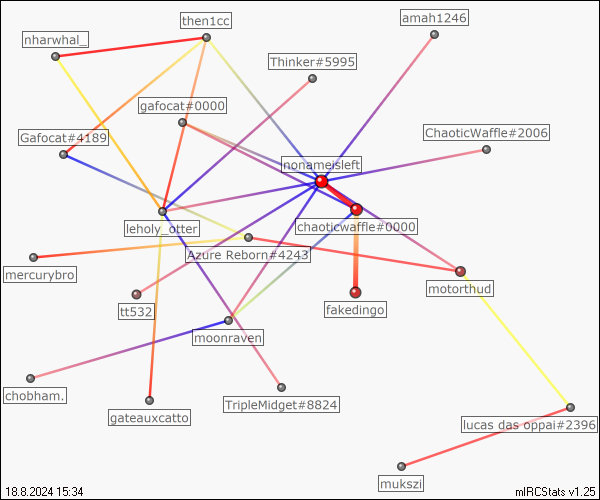 then1cc
amah1246
nharwhal_
Thinker#5995
gafocat#0000
Gafocat#4189
ChaoticWaffle#2006
nonameisleft
leholy_otter
chaoticwaffle#0000
Azure Reborn#4243
mercurybro
motorthud
tt532
fakedingo
moonraven
chobham.
gateauxcatto
TripleMidget#8824
lucas das oppai#2396
mukszi
18.8.2024 15:34
mIRCStats v1.25